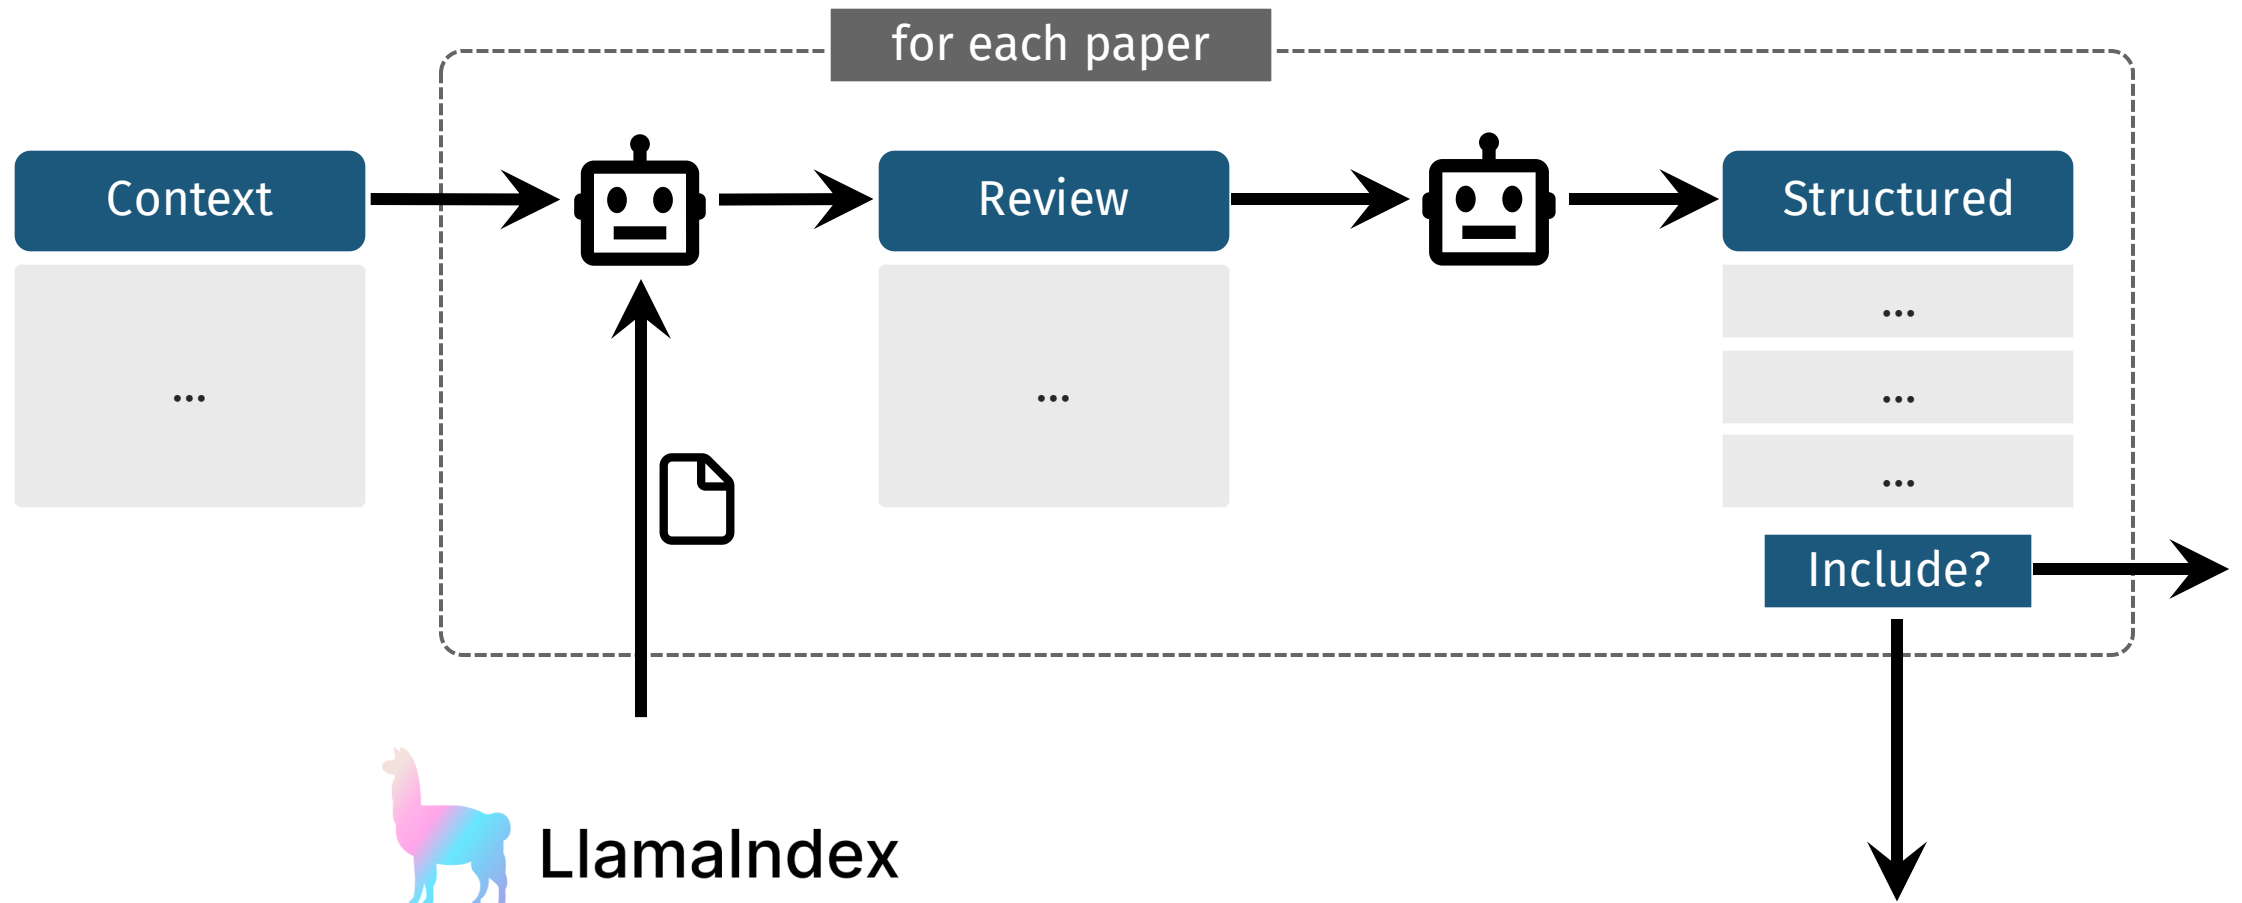 for each paper
Context
Review
Structured
...
...
...
...
...
Include?
LlamaIndex